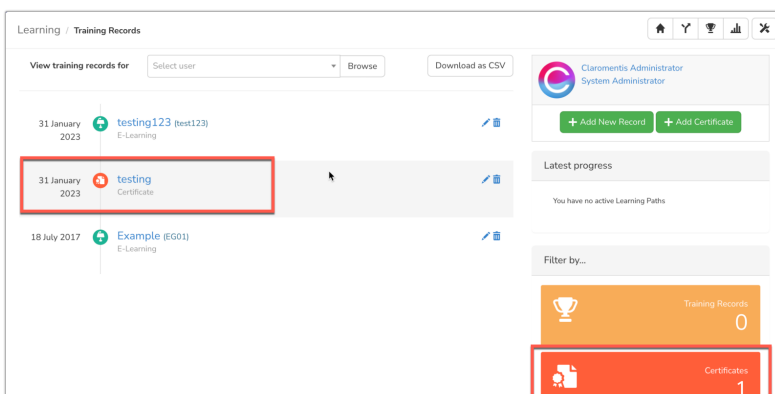 Learning / Training Records
View training records for
Select user
Browse
Download as CSV
31 January 2023
testing123 (test123)
E-Learning
31 January 2023
testing
Certificate
18 July 2017
Example (EG01)
E-Learning
Claromentis Administrator
System Administrator
+ Add New Record
+ Add Certificate
Latest progress
You have no active Learning Paths
Filter by...
Training Records
0
Certificates
1